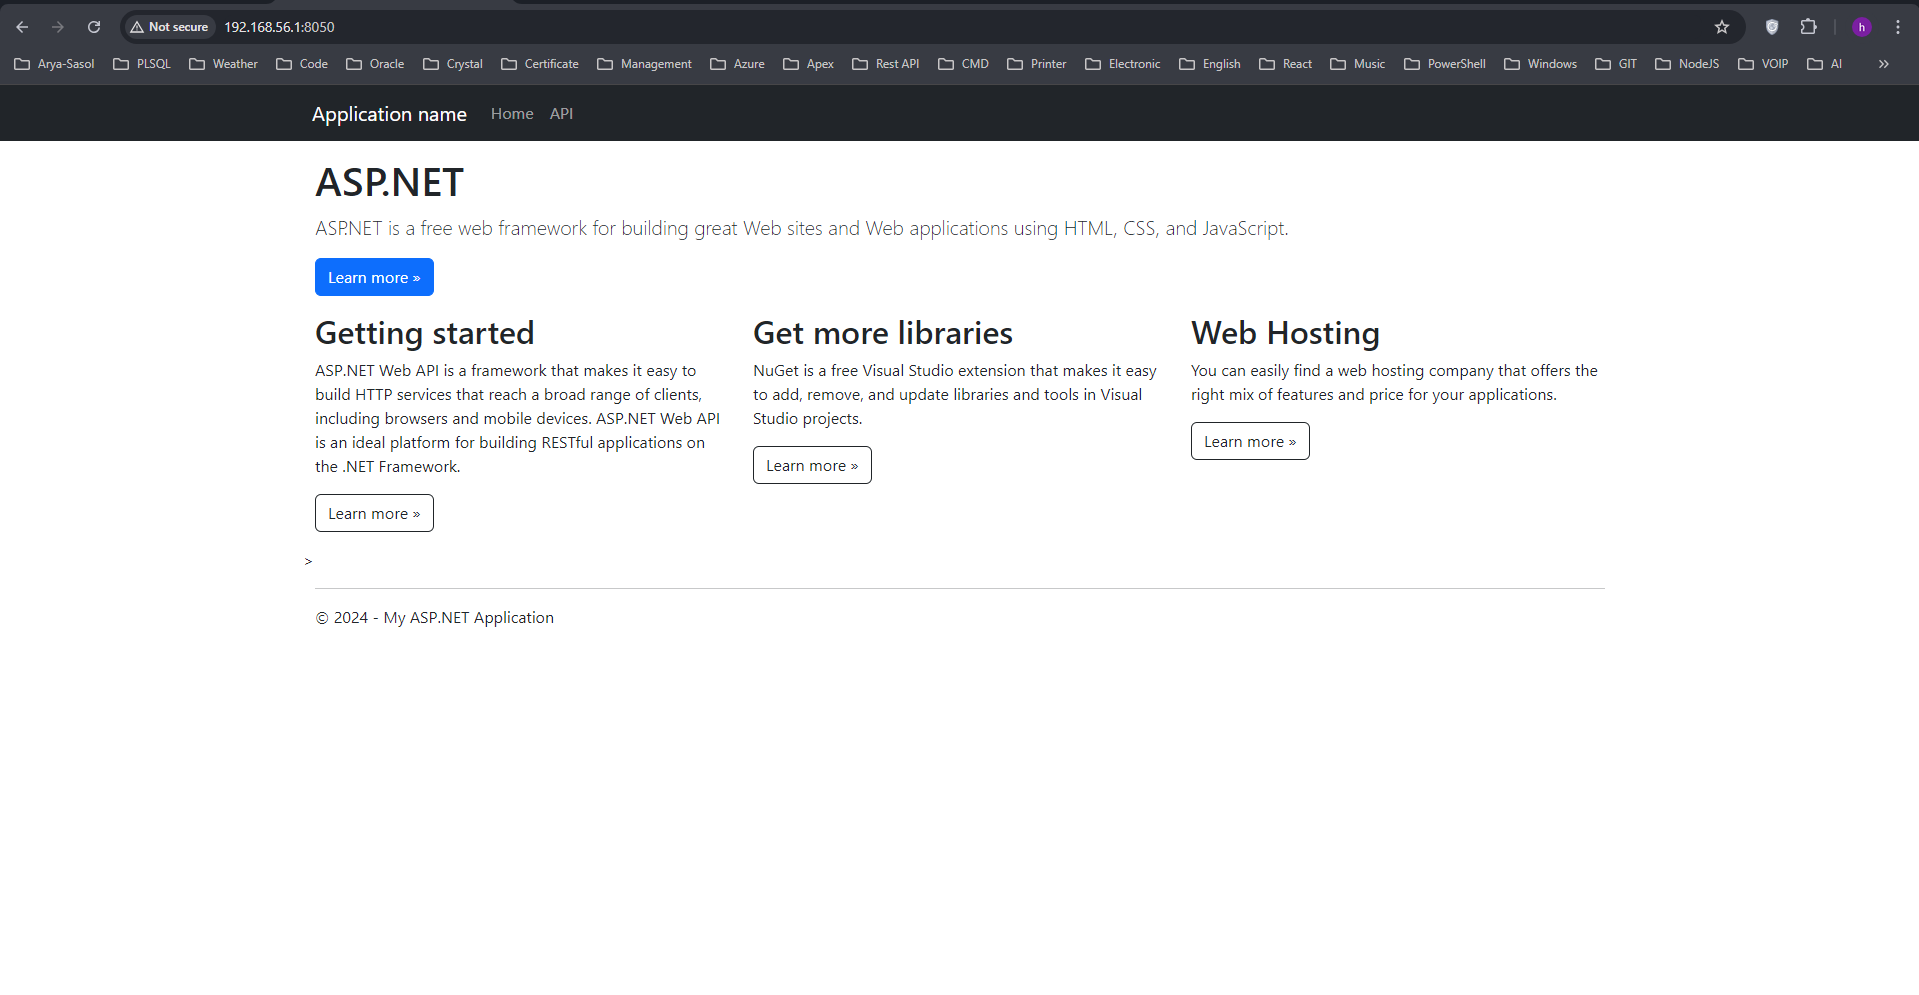 Not secure 192.168.56.1:8050 h
Arya-Sasol PLSQL Weather Code Oracle Crystal Certificate Management Azure Apex Rest API CMD Printer Electronic English React Music PowerShell Windows GIT NodeJS VOIP AI »
Application name Home API
ASP.NET
ASP.NET is a free web framework for building great Web sites and Web applications using HTML, CSS, and JavaScript.
Learn more »
Getting started
ASP.NET Web API is a framework that makes it easy to
build HTTP services that reach a broad range of clients,
including browsers and mobile devices. ASP.NET Web API
is an ideal platform for building RESTful applications on
the .NET Framework.
Learn more »
Get more libraries
NuGet is a free Visual Studio extension that makes it easy
to add, remove, and update libraries and tools in Visual
Studio projects.
Learn more »
Web Hosting
You can easily find a web hosting company that offers the
right mix of features and price for your applications.
Learn more »
>
© 2024 - My ASP.NET Application